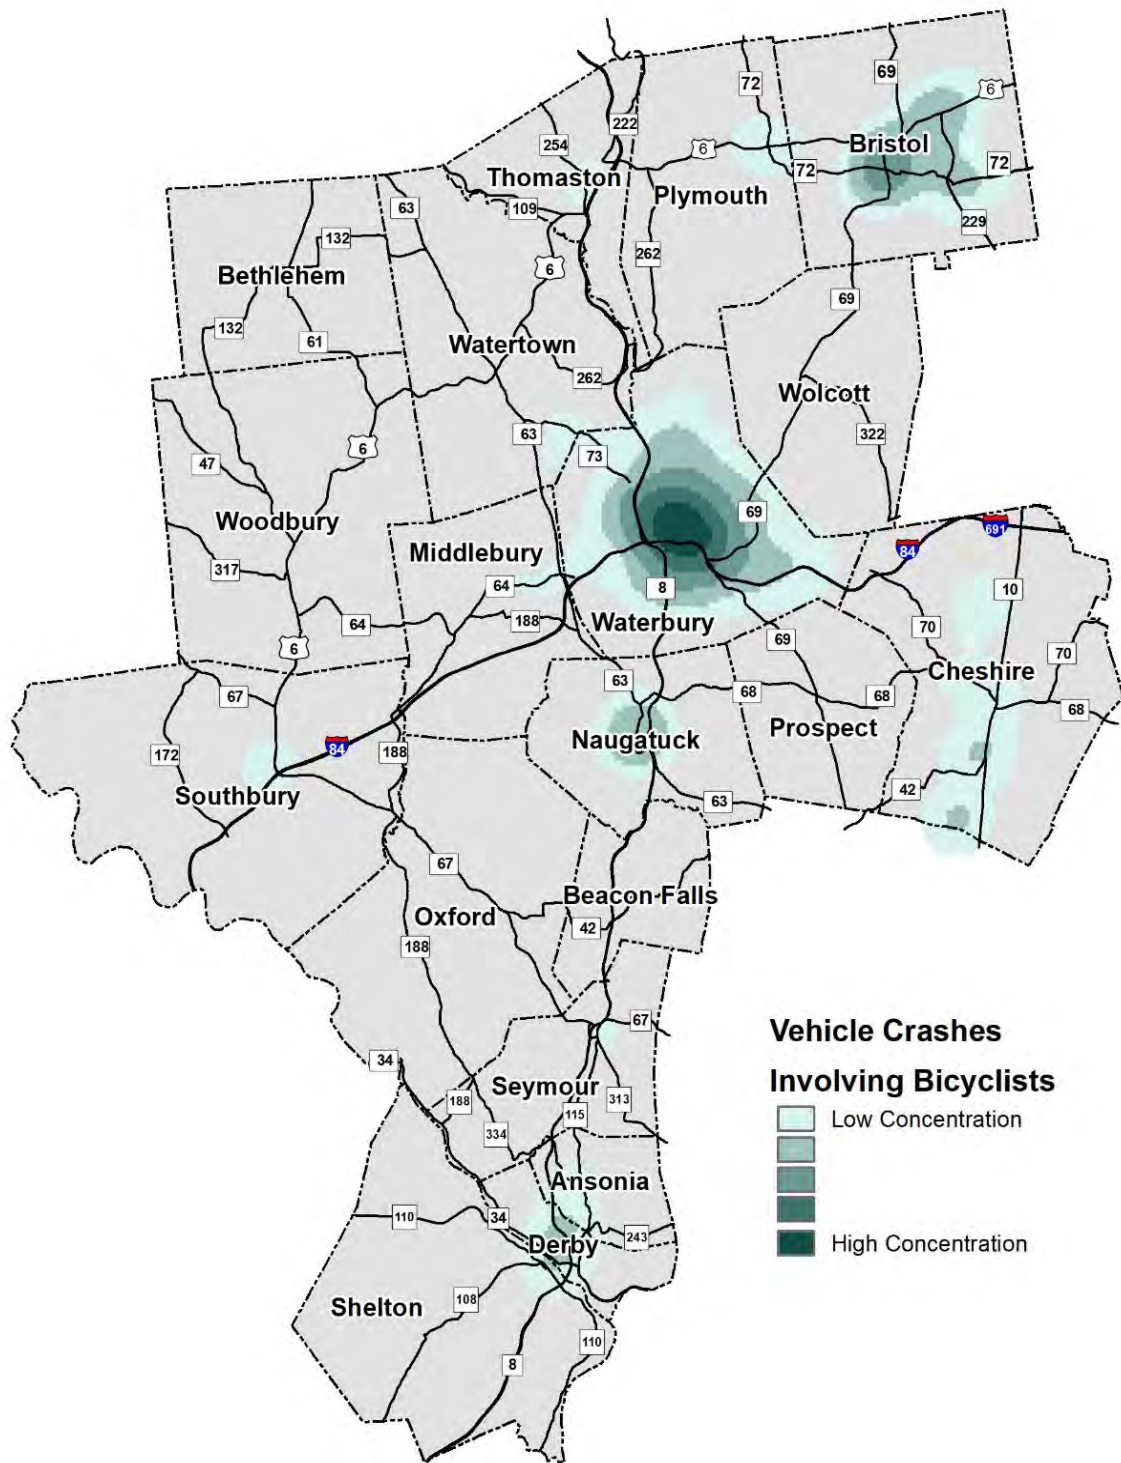 72
69
6
222
254
6
Bristol
72
72
Thomaston
Plymouth
63
109
229
132
262
6
Bethlehem
69
132
61
Watertown
262
Wolcott
63
322
6
73
47
69
Woodbury
691
84
Middlebury
317
64
8
10
188
Waterbury
64
70
69
6
70
Cheshire
63
67
68
68
68
Naugatuck
Prospect
84
172
188
42
Southbury
63
67
Beacon Falls
Oxford
42
188
67
Vehicle Crashes
34
Involving Bicyclists
Seymour
188
313
115
Low Concentration
334
Ansonia
110
34
243
Derby
High Concentration
108
Shelton
110
8